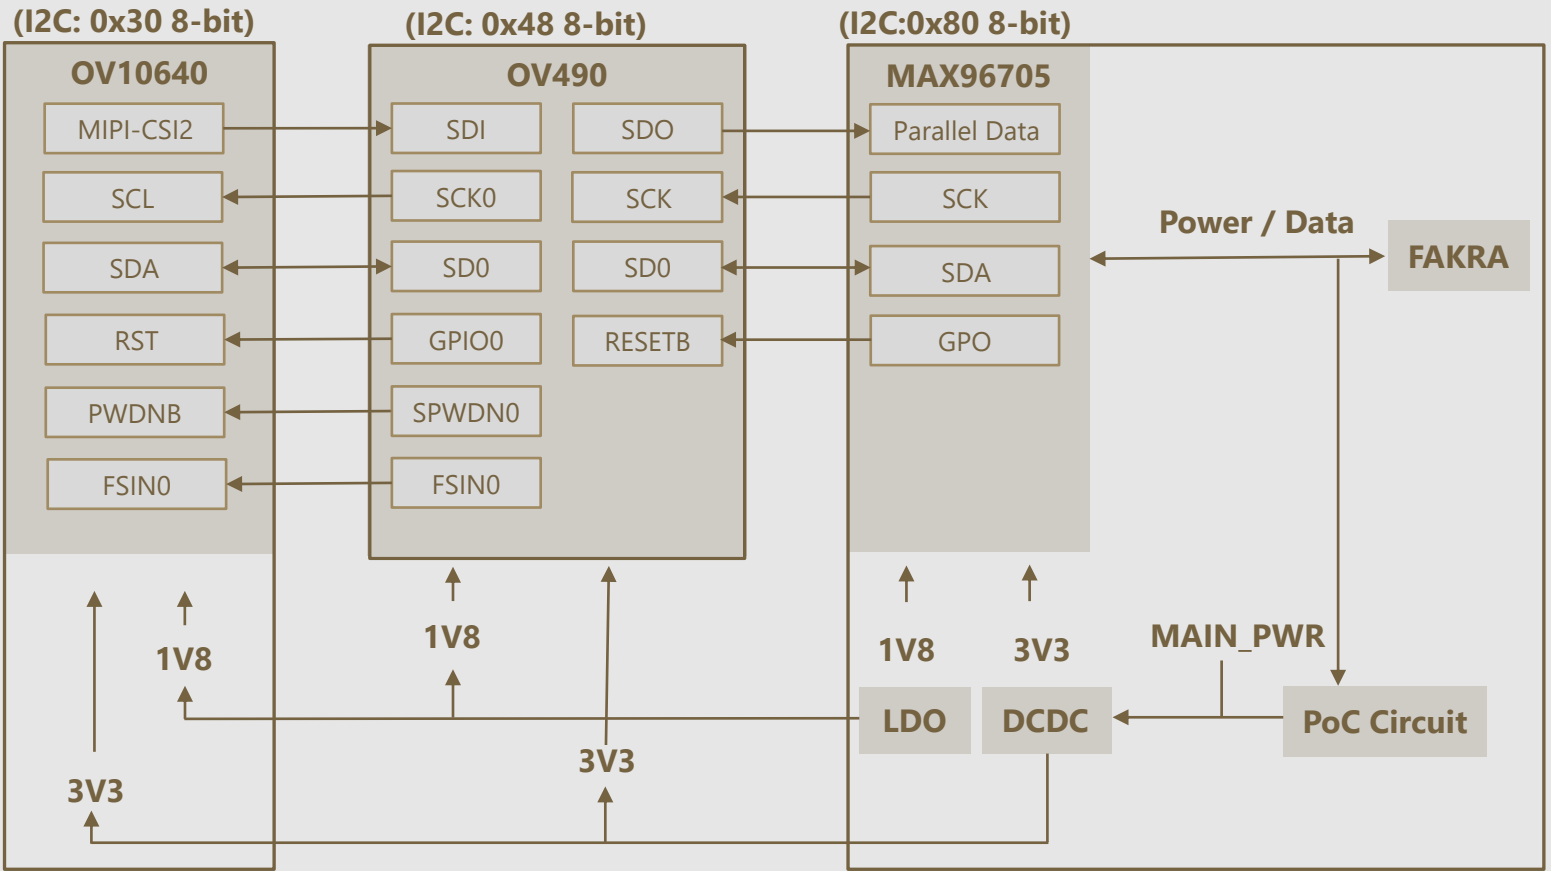 (I2C: 0x30 8-bit)
OV10640
MIPI-CSI2
SCL
SDA
RST
PWDNB
FSIN0
1V8
3V3
(I2C: 0x48 8-bit)
OV490
SDI
SDO
SCK0
SCK
SD0
SD0
GPIO0
RESETB
SPWDN0
FSIN0
1V8
3V3
(I2C:0x80 8-bit)
MAX96705
Parallel Data
SCK
SDA
GPO
Power / Data
FAKRA
1V8
3V3
MAIN_PWR
LDO
DCDC
PoC Circuit